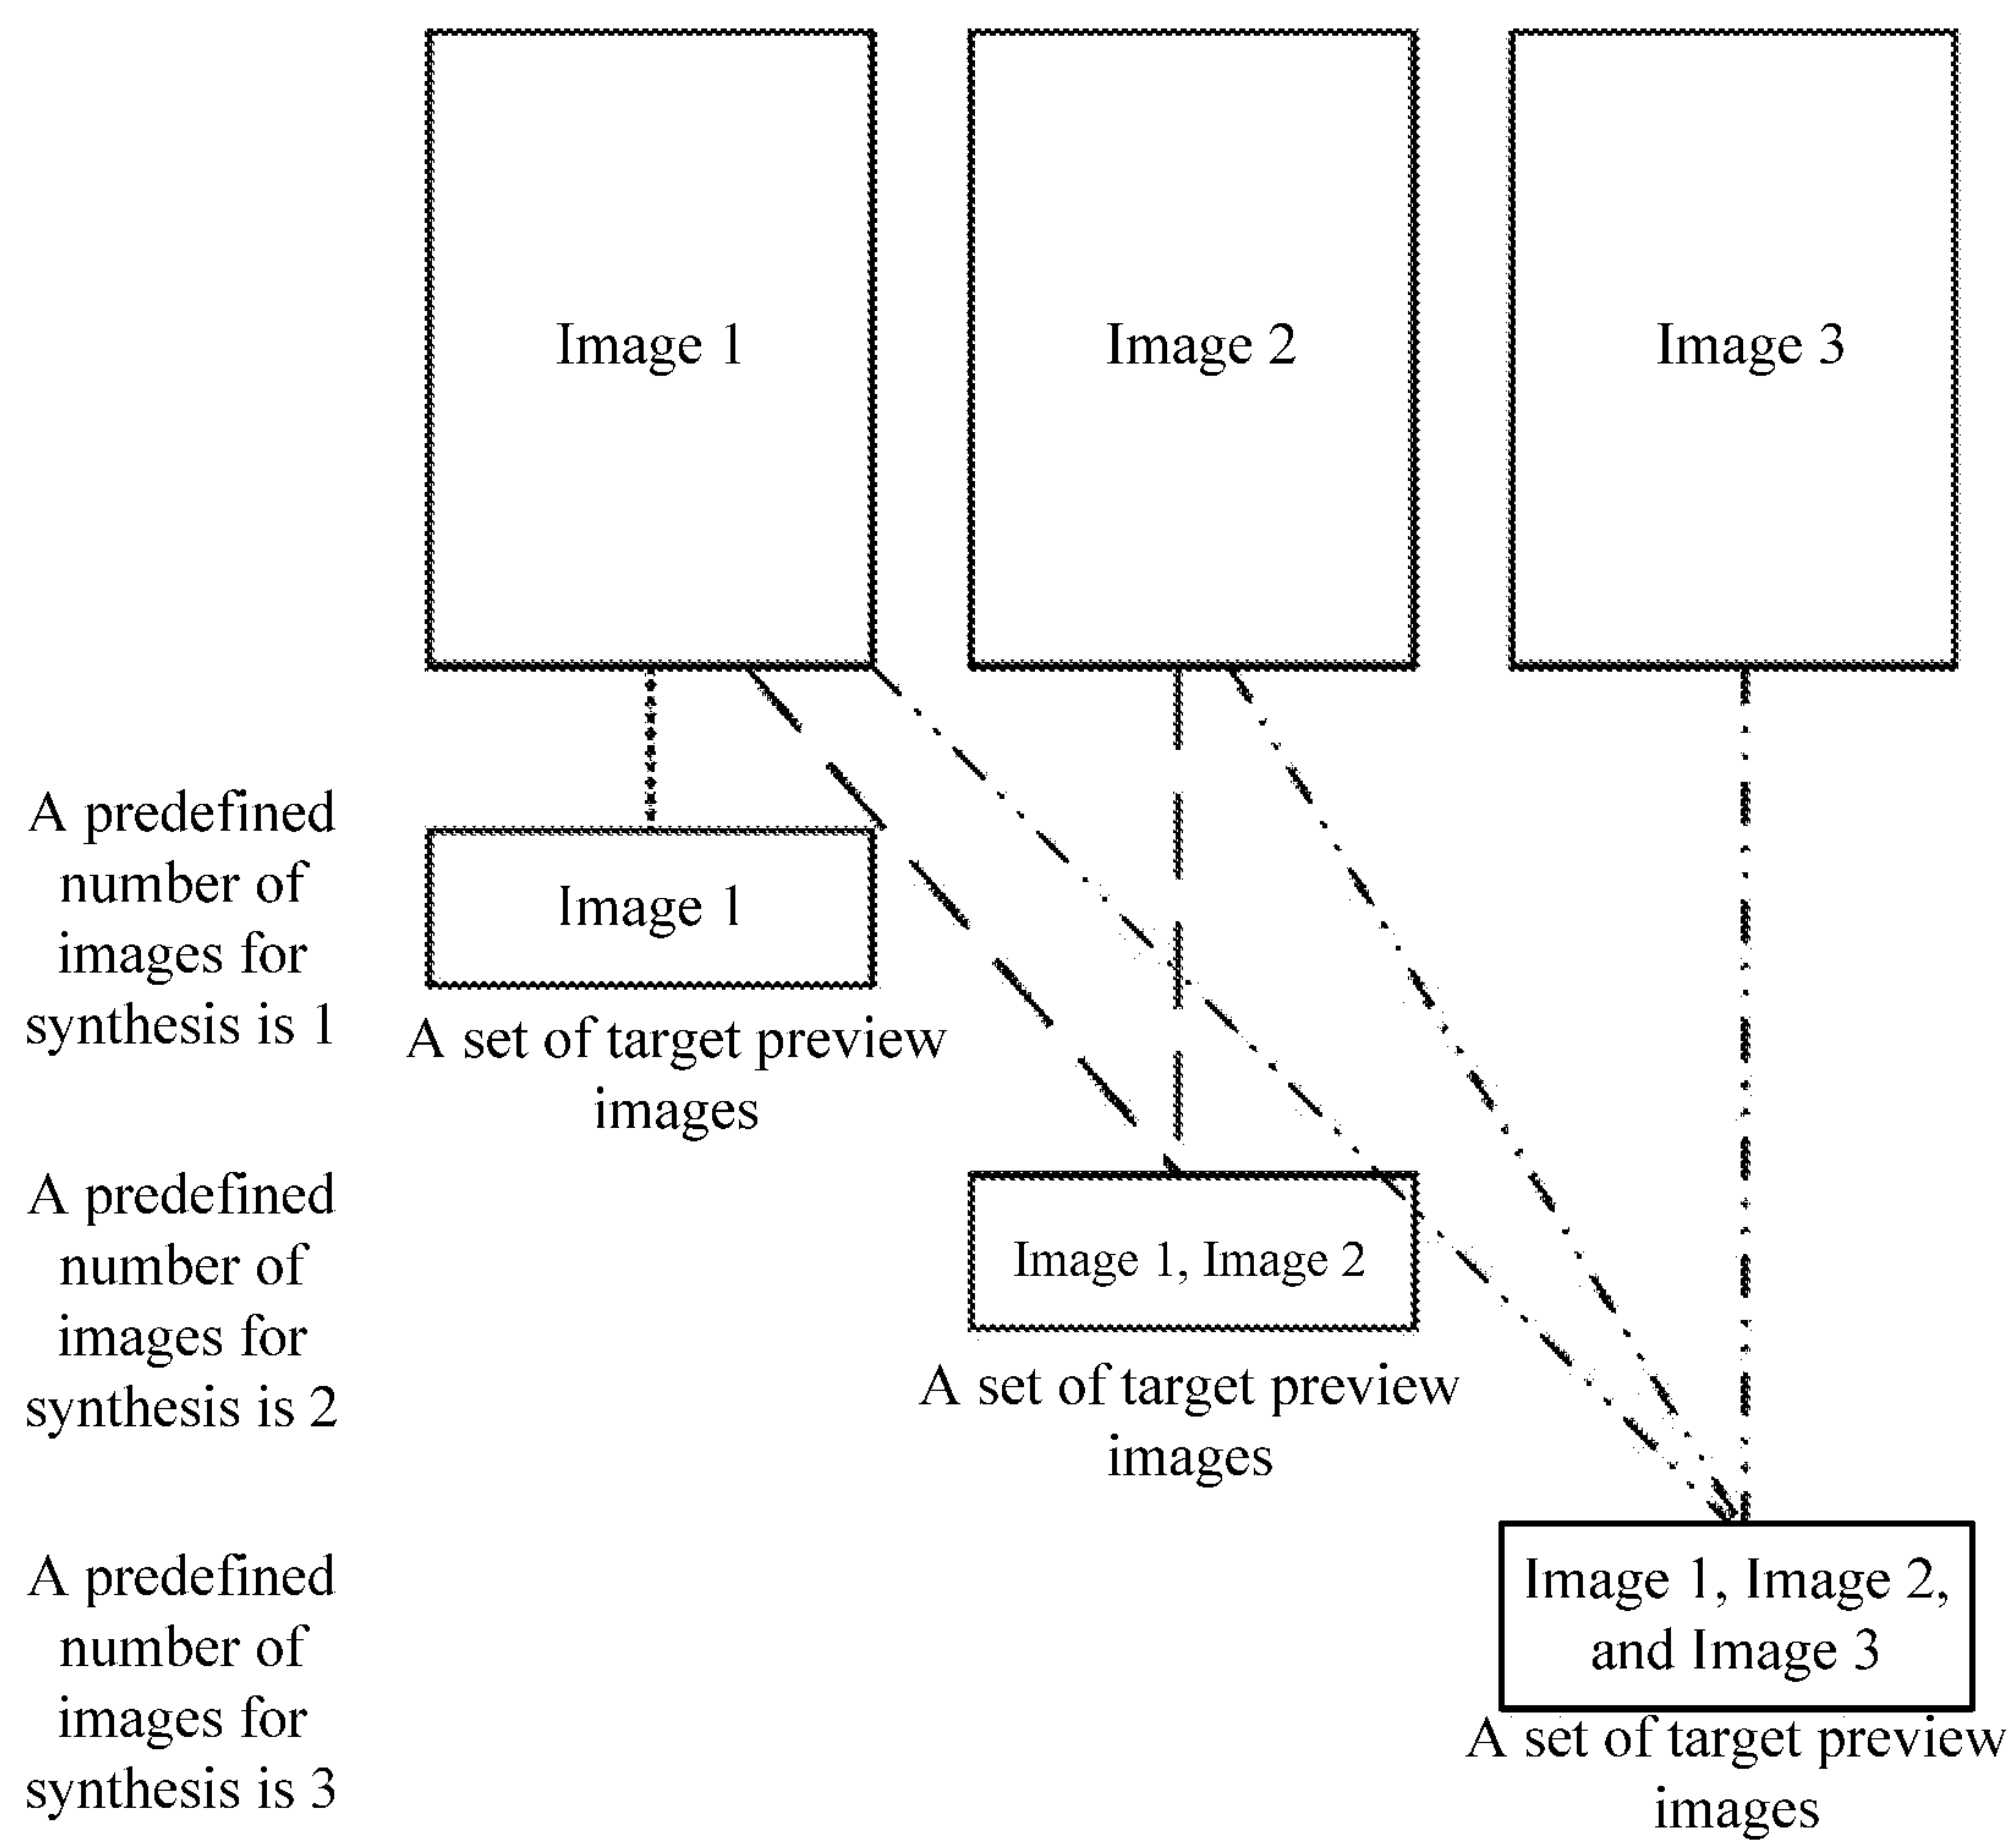 Image 1
Image 2
Image 3
A predefined
number of
images for
synthesis is 1
Image 1
A set of target preview
images
A predefined
number of
images for
synthesis is 2
Image 1, Image 2
A set of target preview
images
A predefined
number of
images for
synthesis is 3
Image 1, Image 2,
and Image 3
A set of target preview
images